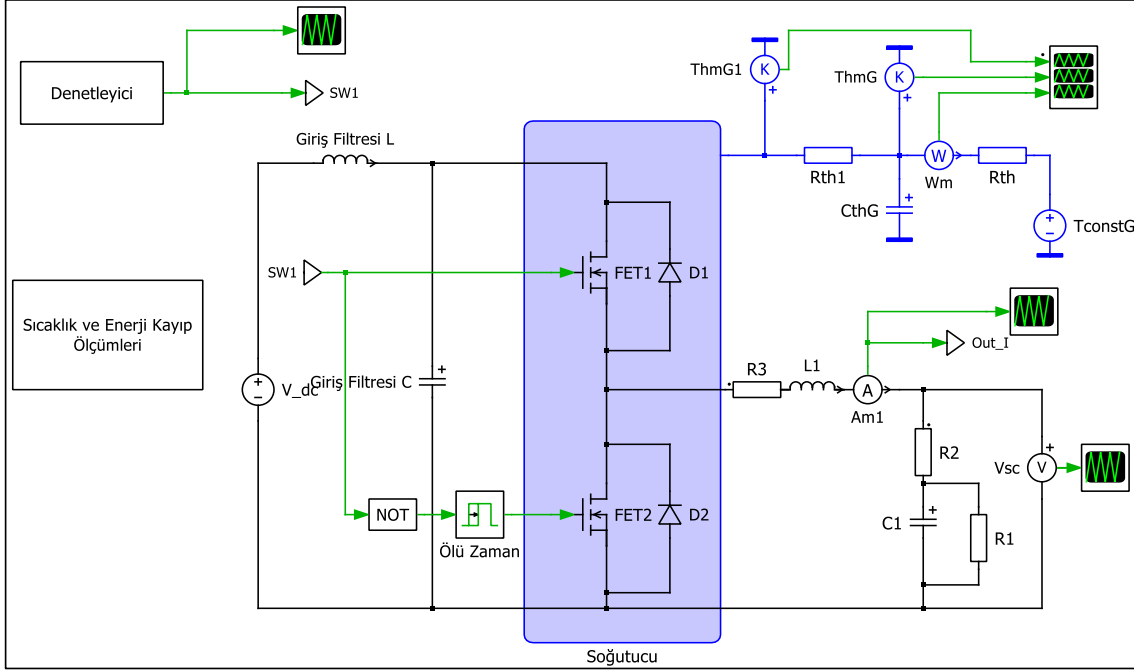 ThmG1
K
ThmG
K
Denetleyici
SW1
Giriş Filtresi L
W
Rth1
Wm
Rth
CthG
TconstG
SW1
FET1
D1
Sıcaklık ve Enerji Kayıp
Ölçümleri
Out_I
R3
L1
A
Am1
V_dc
Giriş Filtresi C
R2
Vsc
V
NOT
FET2
D2
C1
R1
Ölü Zaman
Soğutucu